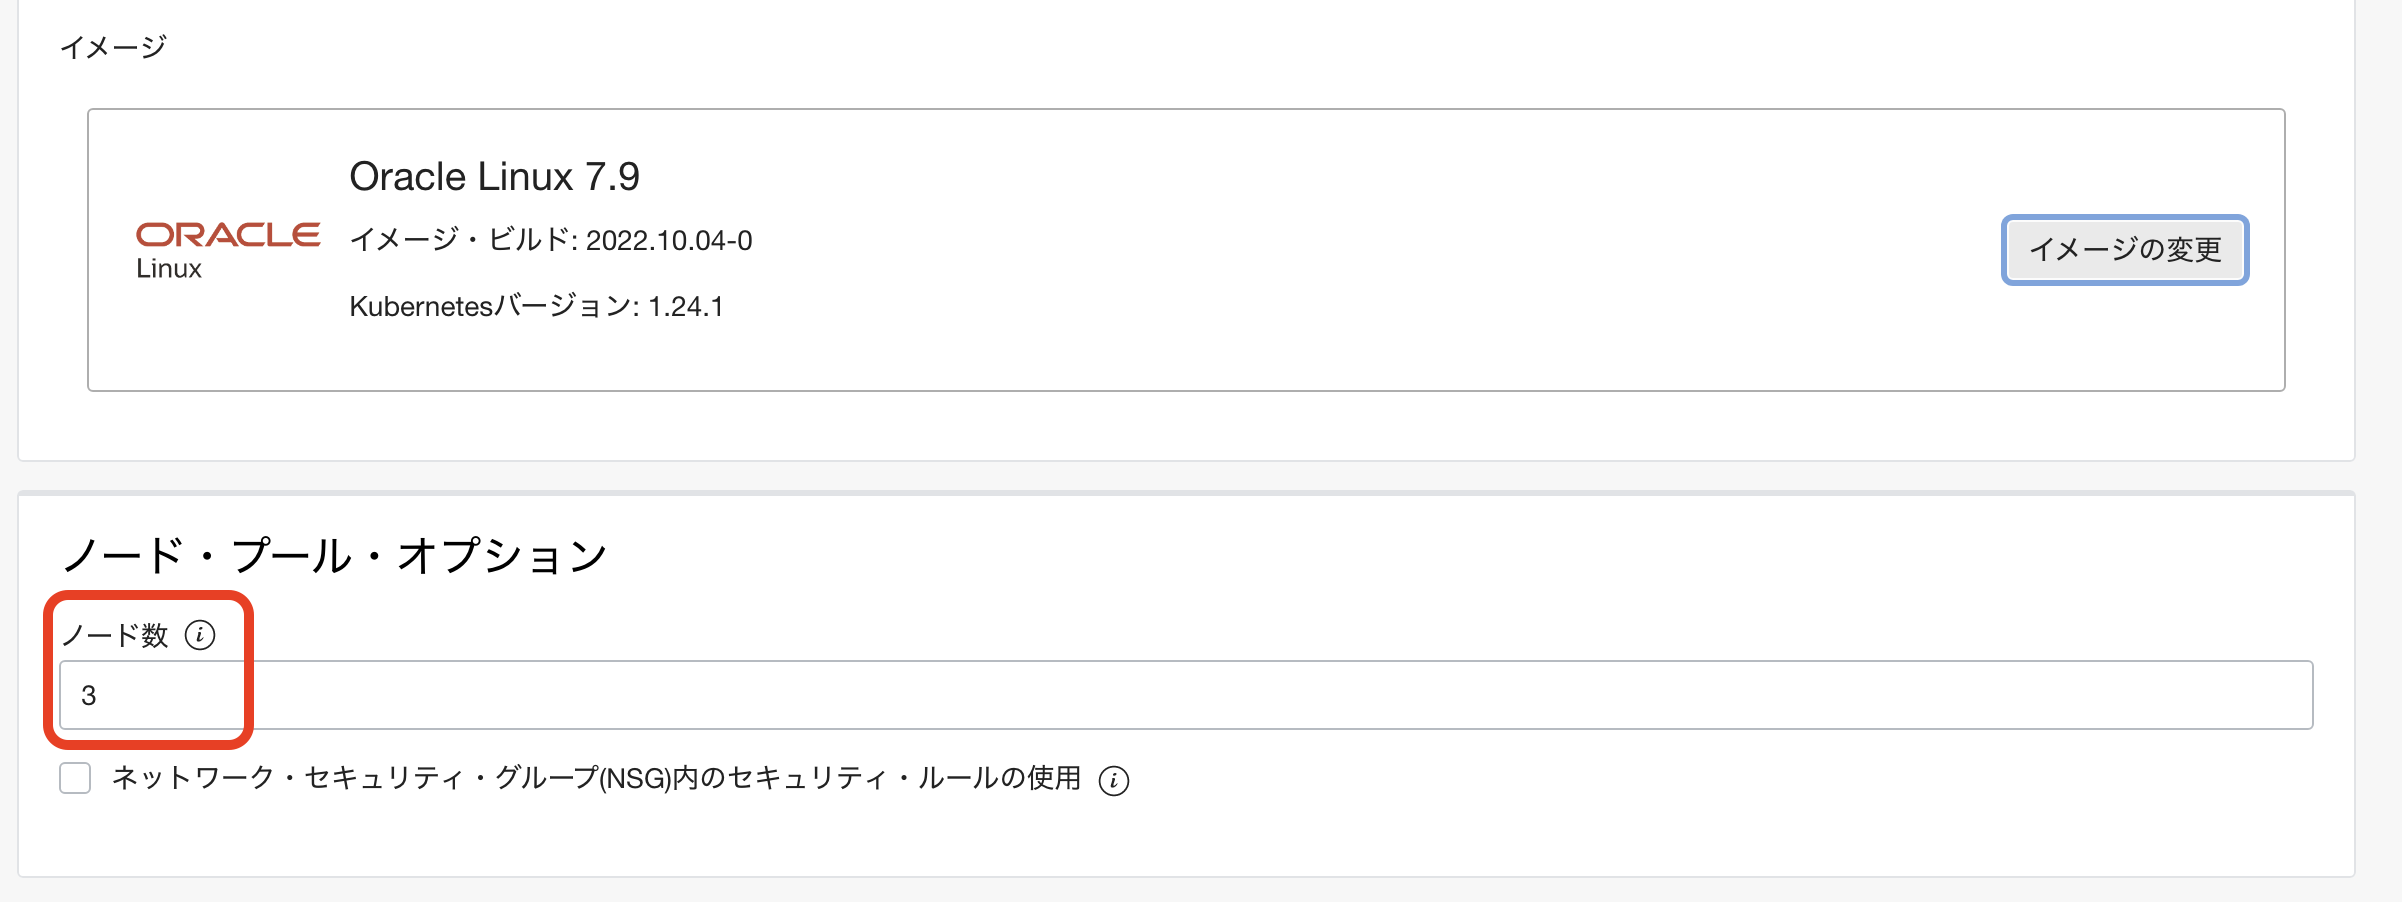 イメージ
Oracle Linux 7.9
ORACLE
Linux
イメージ・ビルド: 2022.10.04-0
Kubernetesバージョン: 1.24.1
イメージの変更
ノード・プール・オプション
ノード数 i
3
ネットワーク・セキュリティ・グループ(NSG)内のセキュリティ・ルールの使用 i